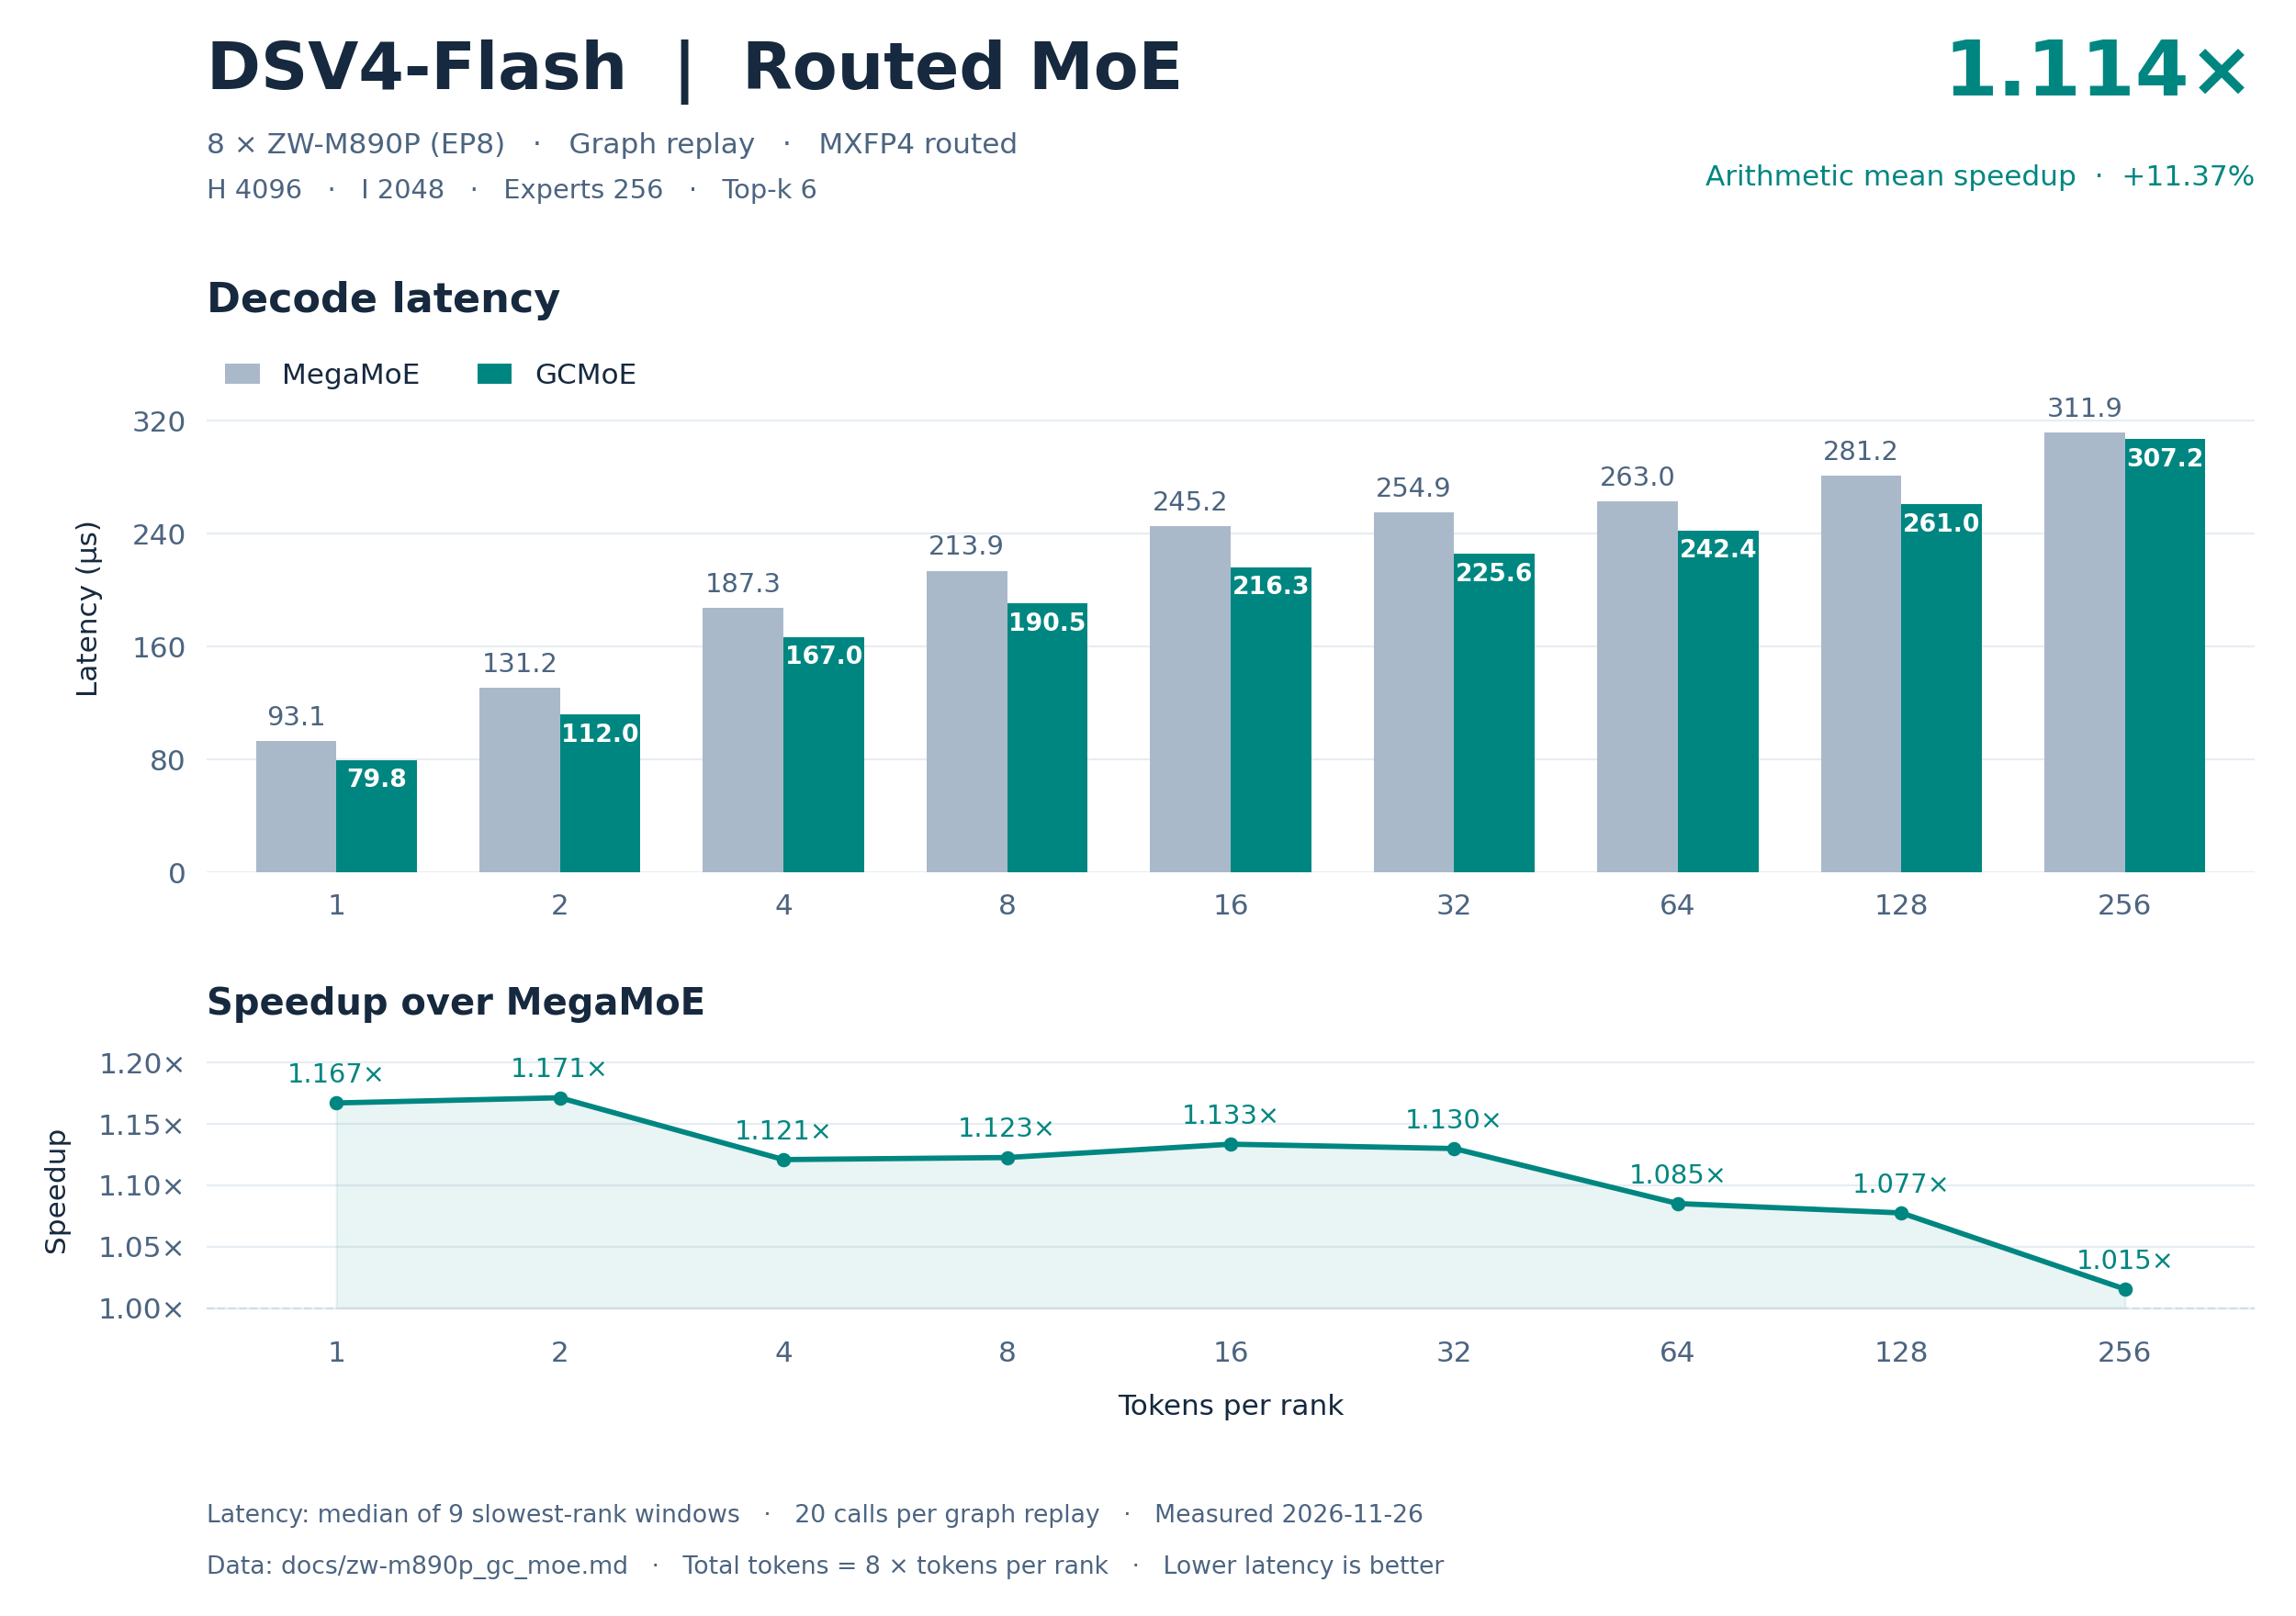 DSV4-Flash | Routed MoE
1.114×
8 × ZW-M890P (EP8) · Graph replay · MXFP4 routed
Arithmetic mean speedup · +11.37%
H 4096 · I 2048 · Experts 256 · Top-k 6
Decode latency
MegaMoE GCMoE
Latency (μs)
320
240
160
80
0
93.1 131.2 187.3 213.9 245.2 254.9 263.0 281.2 311.9
79.8 112.0 167.0 190.5 216.3 225.6 242.4 261.0 307.2
1 2 4 8 16 32 64 128 256
Speedup over MegaMoE
Speedup
1.20×
1.15×
1.10×
1.05×
1.00×
1.167× 1.171× 1.121× 1.123× 1.133× 1.130× 1.085× 1.077× 1.015×
1 2 4 8 16 32 64 128 256
Tokens per rank
Latency: median of 9 slowest-rank windows · 20 calls per graph replay · Measured 2026-11-26
Data: docs/zw-m890p_gc_moe.md · Total tokens = 8 × tokens per rank · Lower latency is better